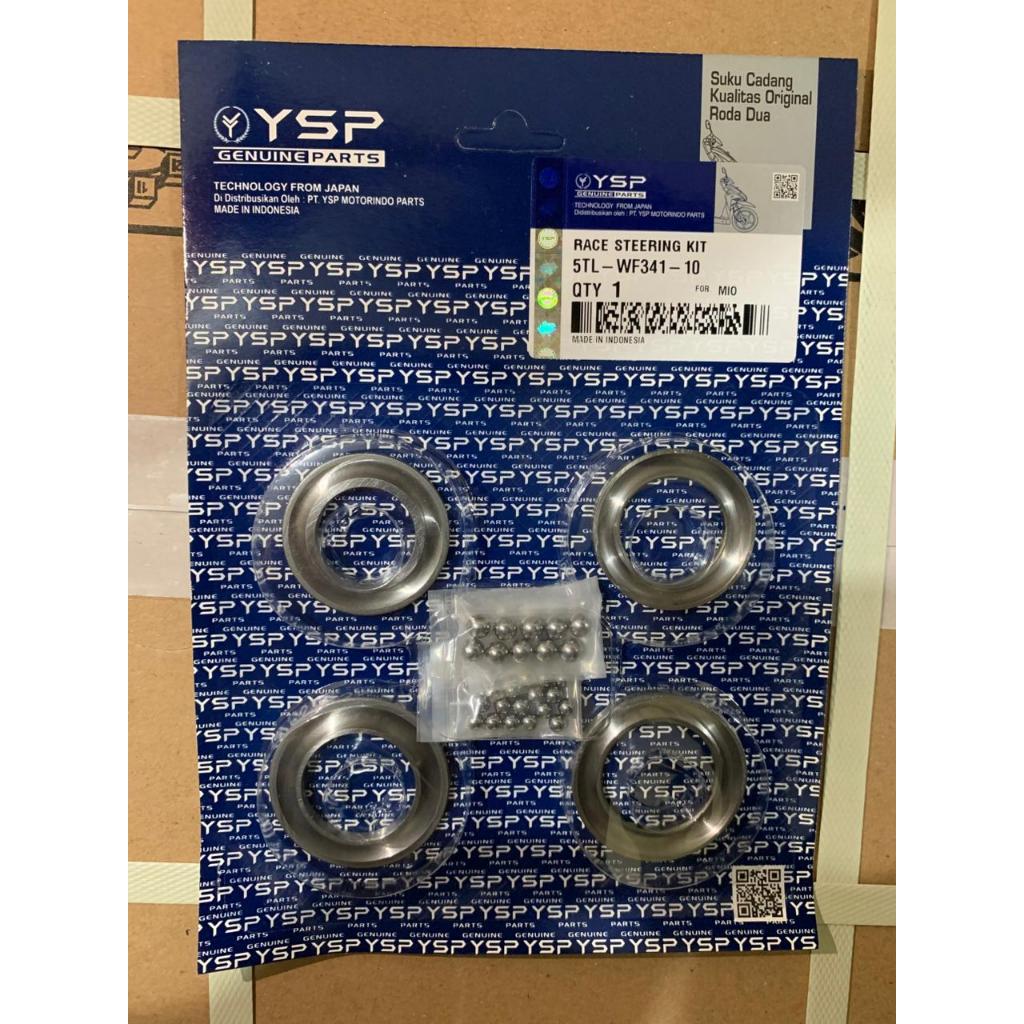 YSP
GENUINE PARTS
TECHNOLOGY FROM JAPAN
Di Distribusikan Oleh : PT. YSP MOTORINDO PARTS
MADE IN INDONESIA
Suku Cadang
Kualitas Original
Roda Dua
YSP
GENUINE PARTS
TECHNOLOGY FROM JAPAN
Didistribusikan oleh : PT. YSP MOTORINDO PARTS
RACE STEERING KIT
5TL-WF341-10
QTY 1 FOR MIO
MADE IN INDONESIA